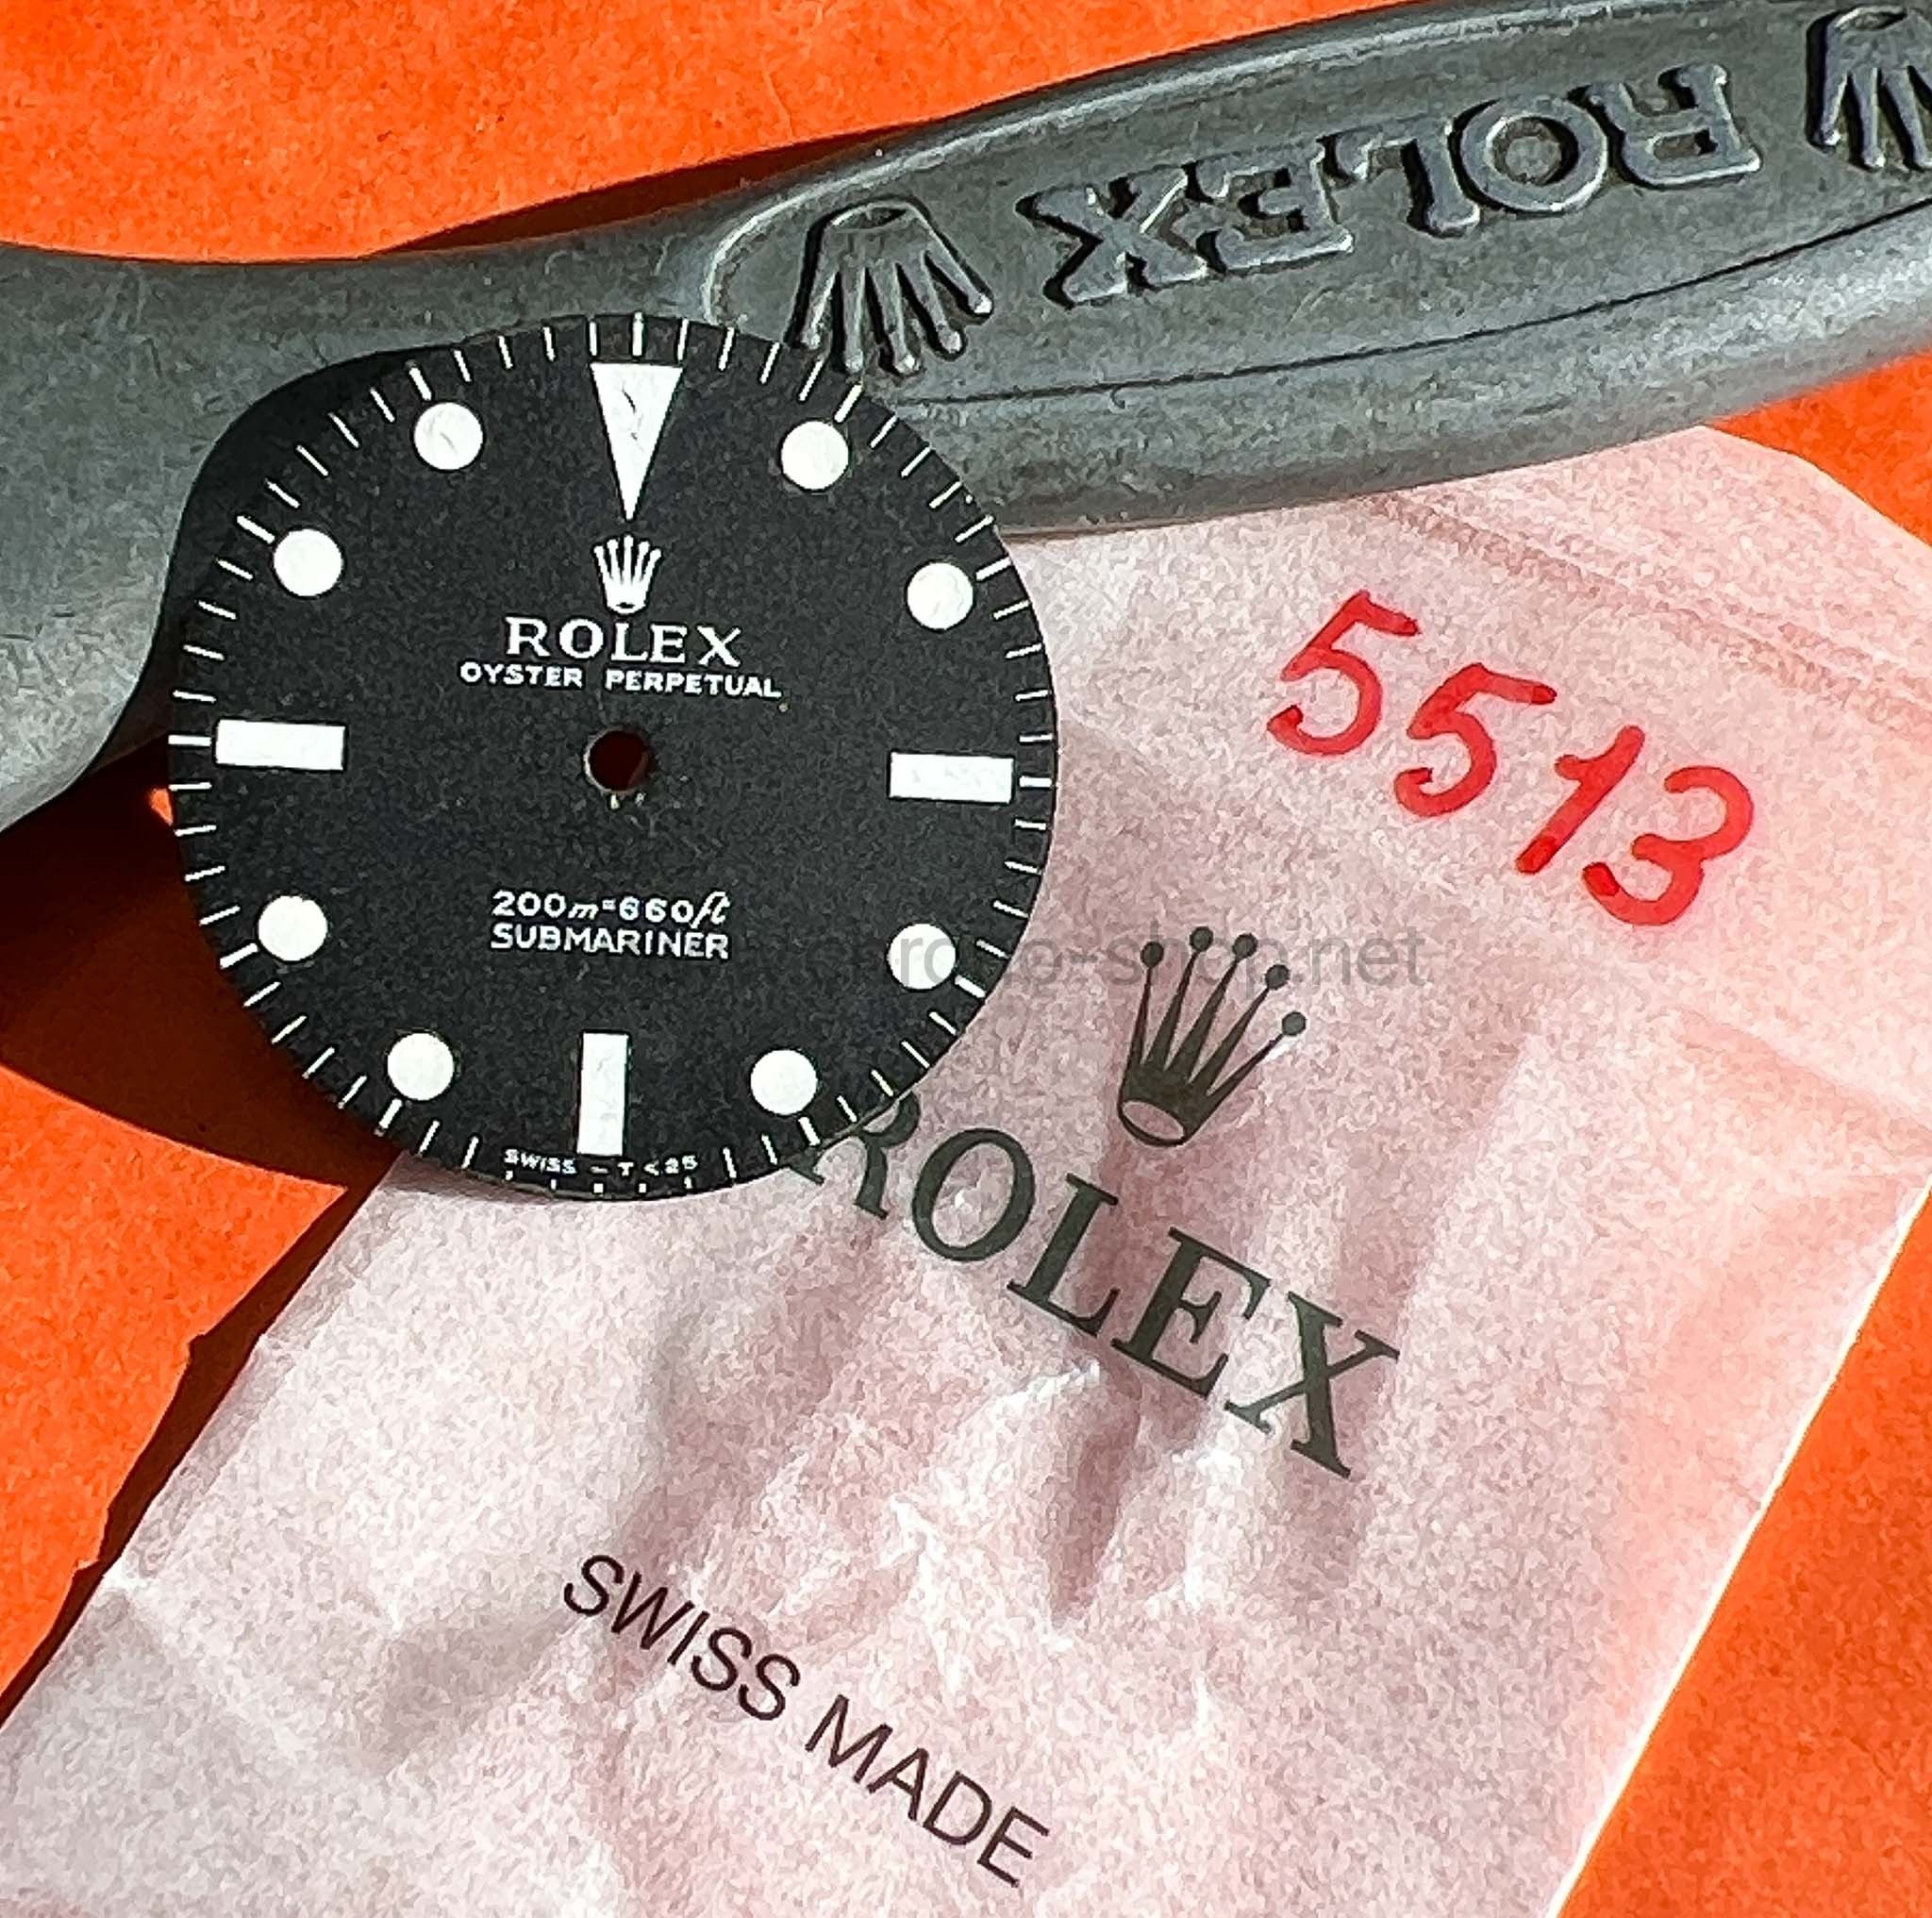 ROLEX
ROLEX
OYSTER PERPETUAL
5513
200m=660ft
SUBMARINER
SWISS – T < 25
ROLEX
SWISS MADE